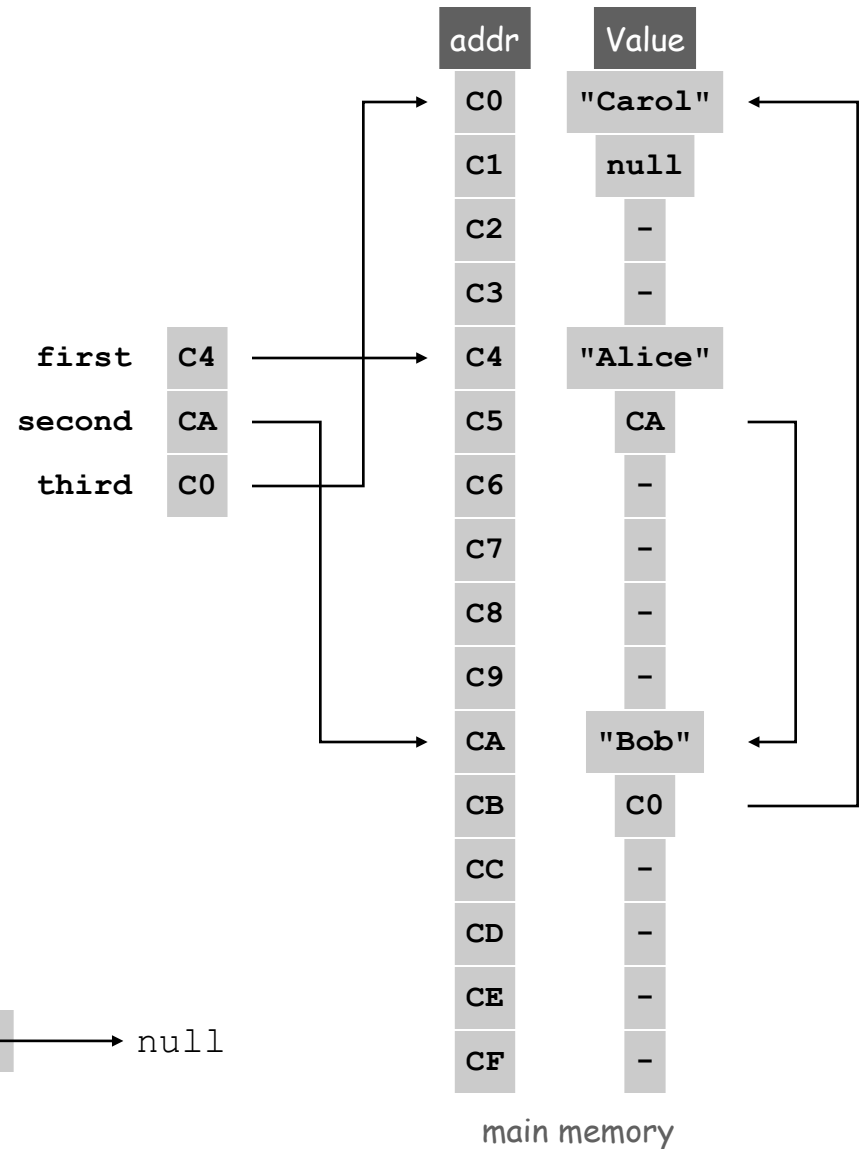 addr Value
C0 "Carol"
C1 null
C2 -
C3 -
first C4 C4 "Alice"
second CA C5 CA
third C0 C6 -
C7 -
C8 -
C9 -
CA "Bob"
CB C0
CC -
CD -
CE -
null
CF -
main memory